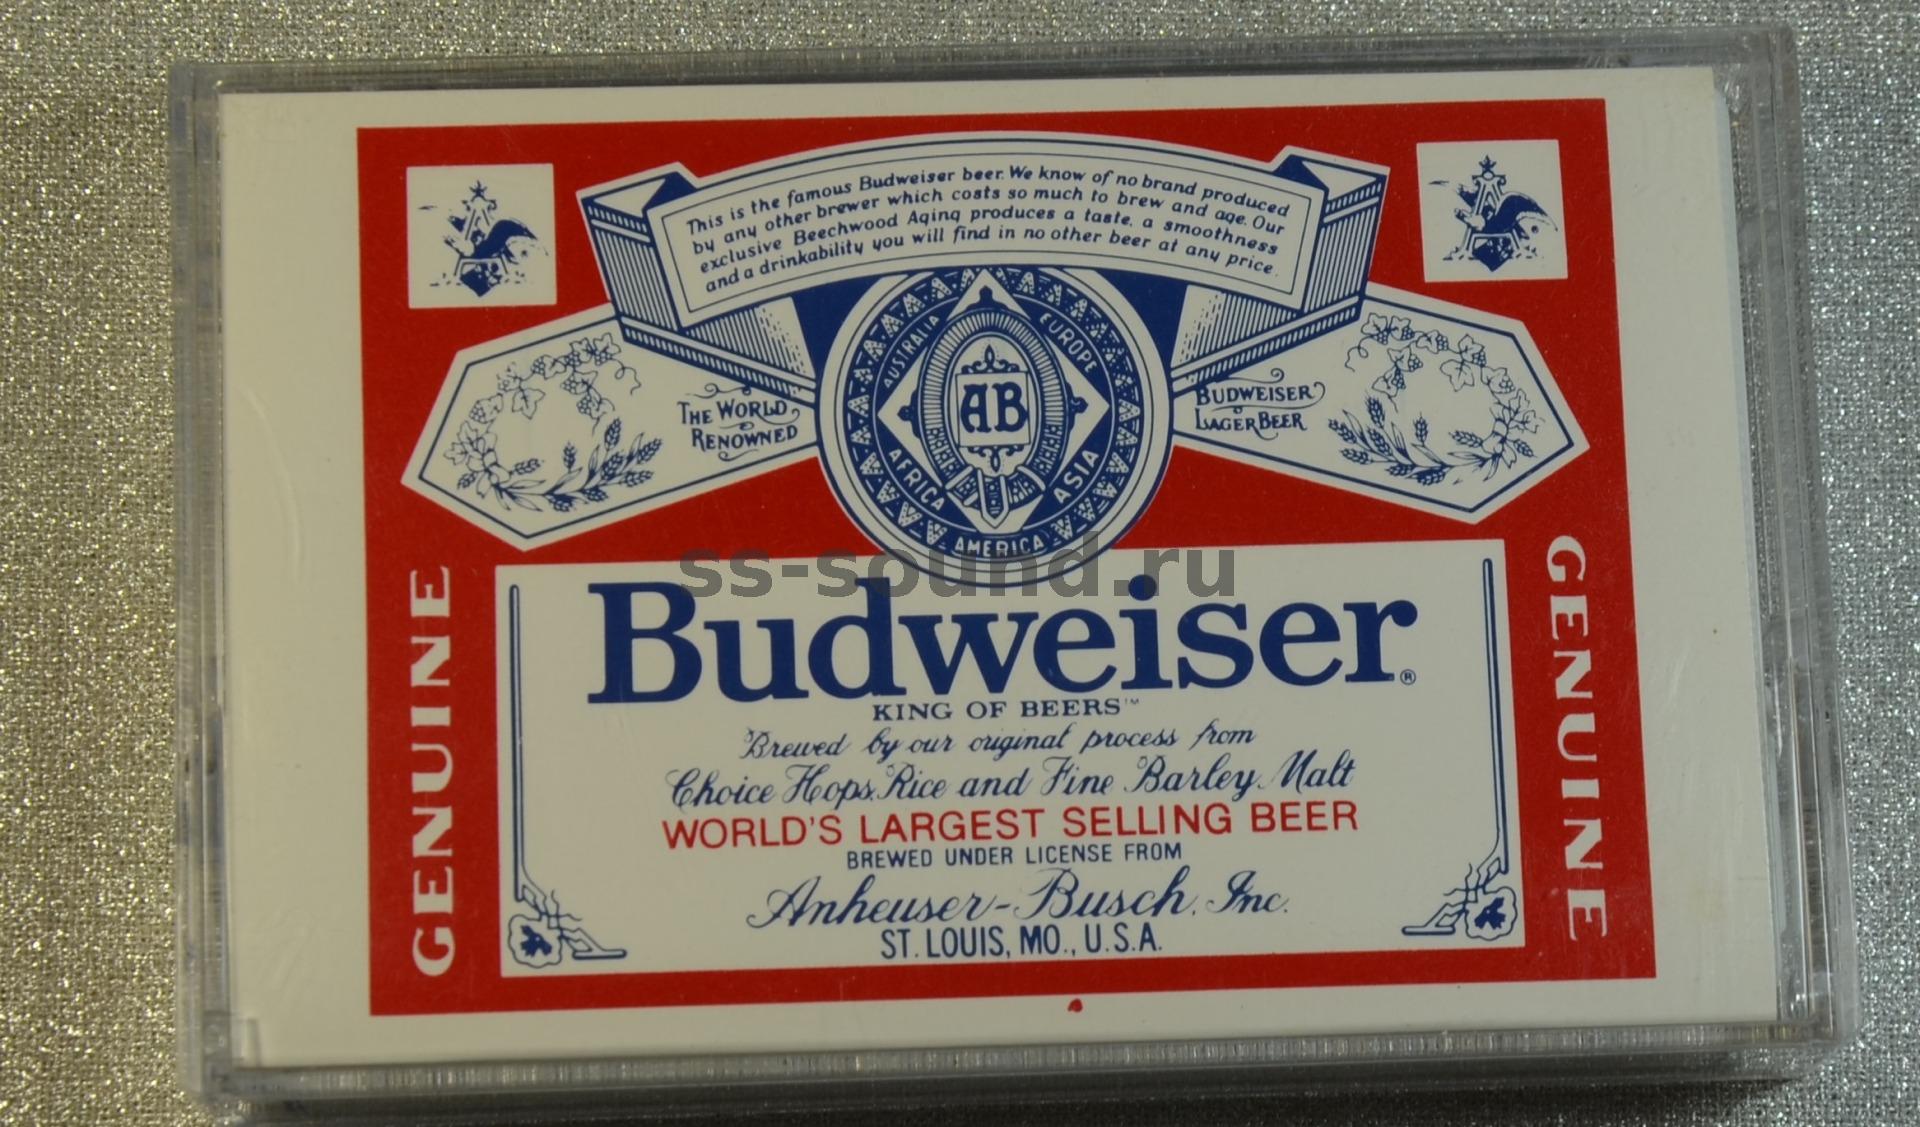 This is the famous Budweiser beer. We know of no brand produced
by any other brewer which costs so much to brew and age. Our
exclusive Beechwood Aging produces a taste, a smoothness
and a drinkability you will find in no other beer at any price.
AUSTRALIA
EUROPE
AB
THE WORLD
RENOWNED
BUDWEISER
LAGER BEER
AFRICA
ASIA
AMERICA
ss-sound.ru
GENUINE
GENUINE
Budweiser®
KING OF BEERS™
Brewed by our original process from
Choice Hops, Rice and Fine Barley Malt
WORLD'S LARGEST SELLING BEER
BREWED UNDER LICENSE FROM
Anheuser-Busch, Inc.
ST. LOUIS, MO., U.S.A.